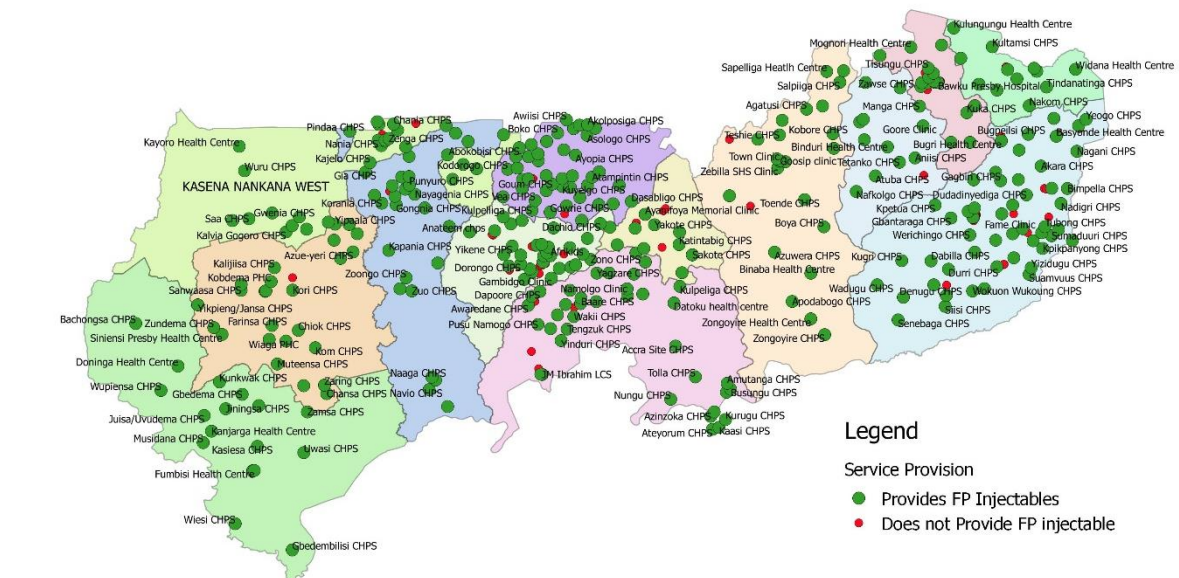 Kulungungu Health Centre
Mognori Health Centre
Kultamsi CHPS
Tisungu CHPS
Widana Health Centre
Sapelliga Heatlh Centre
Salpiiga CHPS
Zawse CHPS
Bawku Presby Hospital
Tindanatinga CHPS
Agatusi CHPS
Manga CHPS
Kuka CHPS
Nakom CHPS
Awiisi CHPS
Akolposiga CHPS
Yeogo CHPS
Chania CHPS
Pindaa CHPS
Boko CHPS
Asologo CHPS
Teshie CHPS
Kobore CHPS
Goore Clinic
Bugpeilsi CHPS
Basyonde Health Centre
Kayoro Health Centre
Nania CHPS
Zenga CHPS
Abokobisi CHPS
Ayopia CHPS
Town Clinic
Binduri Health Centre
Bugri Health Centre
Nagani CHPS
Kajelo CHPS
Kodorogo CHPS
Goosip clinic
Tetanko CHPS
Aniisi CHPS
Wuru CHPS
Gia CHPS
Punyuro CHPS
Goum CHPS
Atampintin CHPS
Zebilla SHS Clinic
Atuba CHPS
Gagbiri CHPS
Akara CHPS
KASENA NANKANA WEST
Nayagenia CHPS
Vea CHPS
Kuyelgo CHPS
Dasabligo CHPS
Nafkolgo CHPS
Dudadinyediga CHPS
Bimpella CHPS
Korania CHPS
Gongnia CHPS
Kulpelliga CHPS
Gowrie CHPS
Ayasifoya Memorial Clinic
Toende CHPS
Kpetua CHPS
Nadigri CHPS
Saa CHPS
Gwenia CHPS
Yipaala CHPS
Anateem chps
Dachio CHPS
Yakote CHPS
Boya CHPS
Gbantaraga CHPS
Fame Clinic
Tubong CHPS
Kalvia Gogoro CHPS
Kapania CHPS
Yikene CHPS
Afukids
Katintabig CHPS
Werichingo CHPS
Sumaduuri CHPS
Azue-yeri CHPS
Zono CHPS
Sakote CHPS
Azuwera CHPS
Kugri CHPS
Dabilla CHPS
Kpikpanyong CHPS
Kalijiisa CHPS
Zoongo CHPS
Dorongo CHPS
Yagzare CHPS
Binaba Health Centre
Durri CHPS
Yizidugu CHPS
Kobdema PHC
Gambidgo Clinic
Suamvuus CHPS
Sahwaasa CHPS
Kori CHPS
Zuo CHPS
Dapoore CHPS
Namolgo Clinic
Kulpeliga CHPS
Wadugu CHPS
Denugu CHPS
Wokuon Wukoung CHPS
Yikpieng/Jansa CHPS
Awaredane CHPS
Baare CHPS
Datoku health centre
Apodabogo CHPS
Siisi CHPS
Bachongsa CHPS
Zundema CHPS
Farinsa CHPS
Chiok CHPS
Pusu Namogo CHPS
Wakii CHPS
Tengzuk CHPS
Zongoyire Health Centre
Senebaga CHPS
Siniensi Presby Health Centre
Wiaga PHC
Kom CHPS
Yinduri CHPS
Accra Site CHPS
Zongoyire CHPS
Doninga Health Centre
Muteensa CHPS
Kunkwak CHPS
Zaring CHPS
Naaga CHPS
JM Ibrahim LCS
Tolla CHPS
Amutanga CHPS
Wupiensa CHPS
Gbedema CHPS
Chansa CHPS
Navio CHPS
Nungu CHPS
Busungu CHPS
Juisa/Uvudema CHPS
Jiningsa CHPS
Zamsa CHPS
Azinzoka CHPS
Kurugu CHPS
Musidana CHPS
Kanjarga Health Centre
Ateyorum CHPS
Kaasi CHPS
Kasiesa CHPS
Uwasi CHPS
Fumbisi Health Centre
Wiesi CHPS
Gbedembilisi CHPS
Legend
Service Provision
Provides FP Injectables
Does not Provide FP injectable